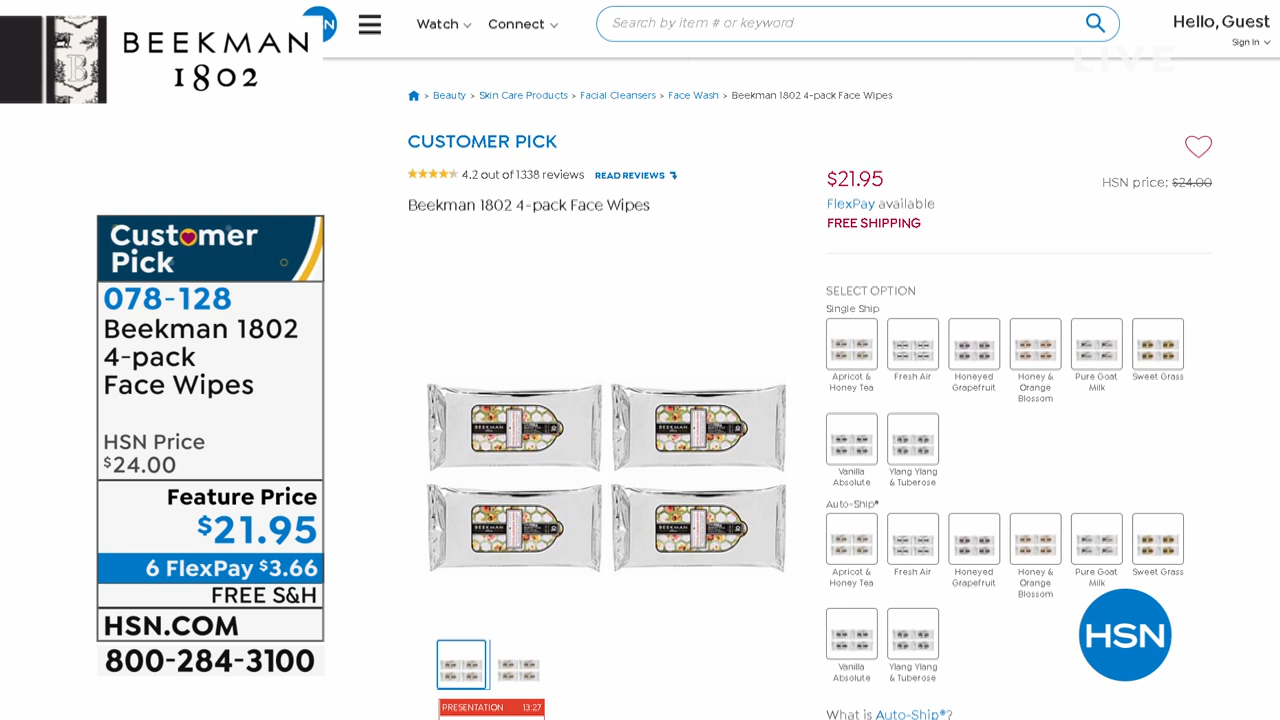 BEEKMAN
1802
B
N
Watch
Connect
Search by item # or keyword
Hello, Guest
Sign In
LIVE
> Beauty > Skin Care Products > Facial Cleansers > Face Wash > Beekman 1802 4-pack Face Wipes
CUSTOMER PICK
4.2 out of 1338 reviews READ REVIEWS
Beekman 1802 4-pack Face Wipes
$21.95
HSN price: $24.00
FlexPay available
FREE SHIPPING
Customer
Pick
078-128
Beekman 1802
4-pack
Face Wipes
HSN Price
$24.00
Feature Price
$21.95
6 FlexPay $3.66
FREE S&H
HSN.COM
800-284-3100
BEEKMAN
BEEKMAN
BEEKMAN
BEEKMAN
SELECT OPTION
Single Ship
Apricot &
Honey Tea
Fresh Air
Honeyed
Grapefruit
Honey &
Orange
Blossom
Pure Goat
Milk
Sweet Grass
Vanilla
Absolute
Ylang Ylang
& Tuberose
Auto-Ship®
Apricot &
Honey Tea
Fresh Air
Honeyed
Grapefruit
Honey &
Orange
Blossom
Pure Goat
Milk
Sweet Grass
Vanilla
Absolute
Ylang Ylang
& Tuberose
HSN
PRESENTATION 13:27
What is Auto-Ship®?